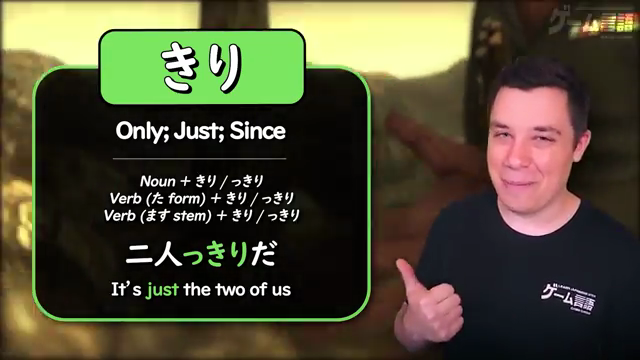 きり
Only; Just; Since
Noun + きり / っきり
Verb (た form) + きり / っきり
Verb (ます stem) + きり / っきり
二人っきりだ
It's just the two of us
ゲーム言語
ゲーム言語